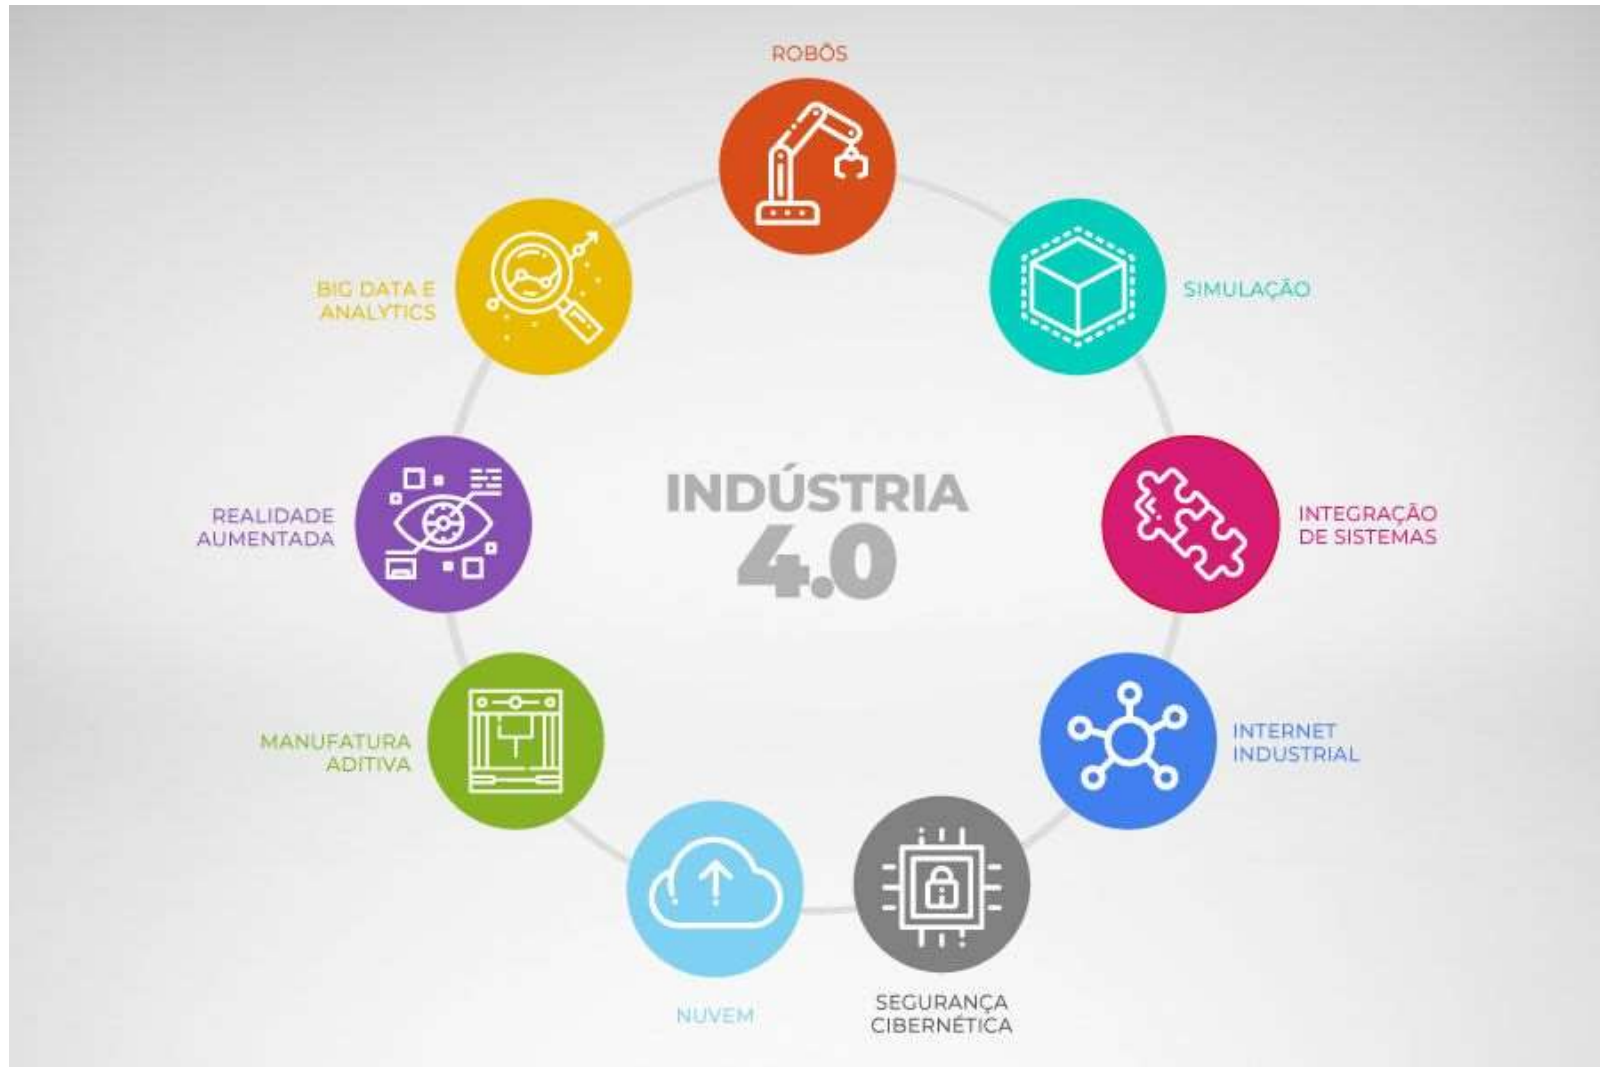 ROBÔS
BIG DATA E
ANALYTICS
SIMULAÇÃO
REALIDADE
AUMENTADA
INDÚSTRIA
4.0
INTEGRAÇÃO
DE SISTEMAS
MANUFATURA
ADITIVA
INTERNET
INDUSTRIAL
NUVEM
SEGURANÇA
CIBERNÉTICA